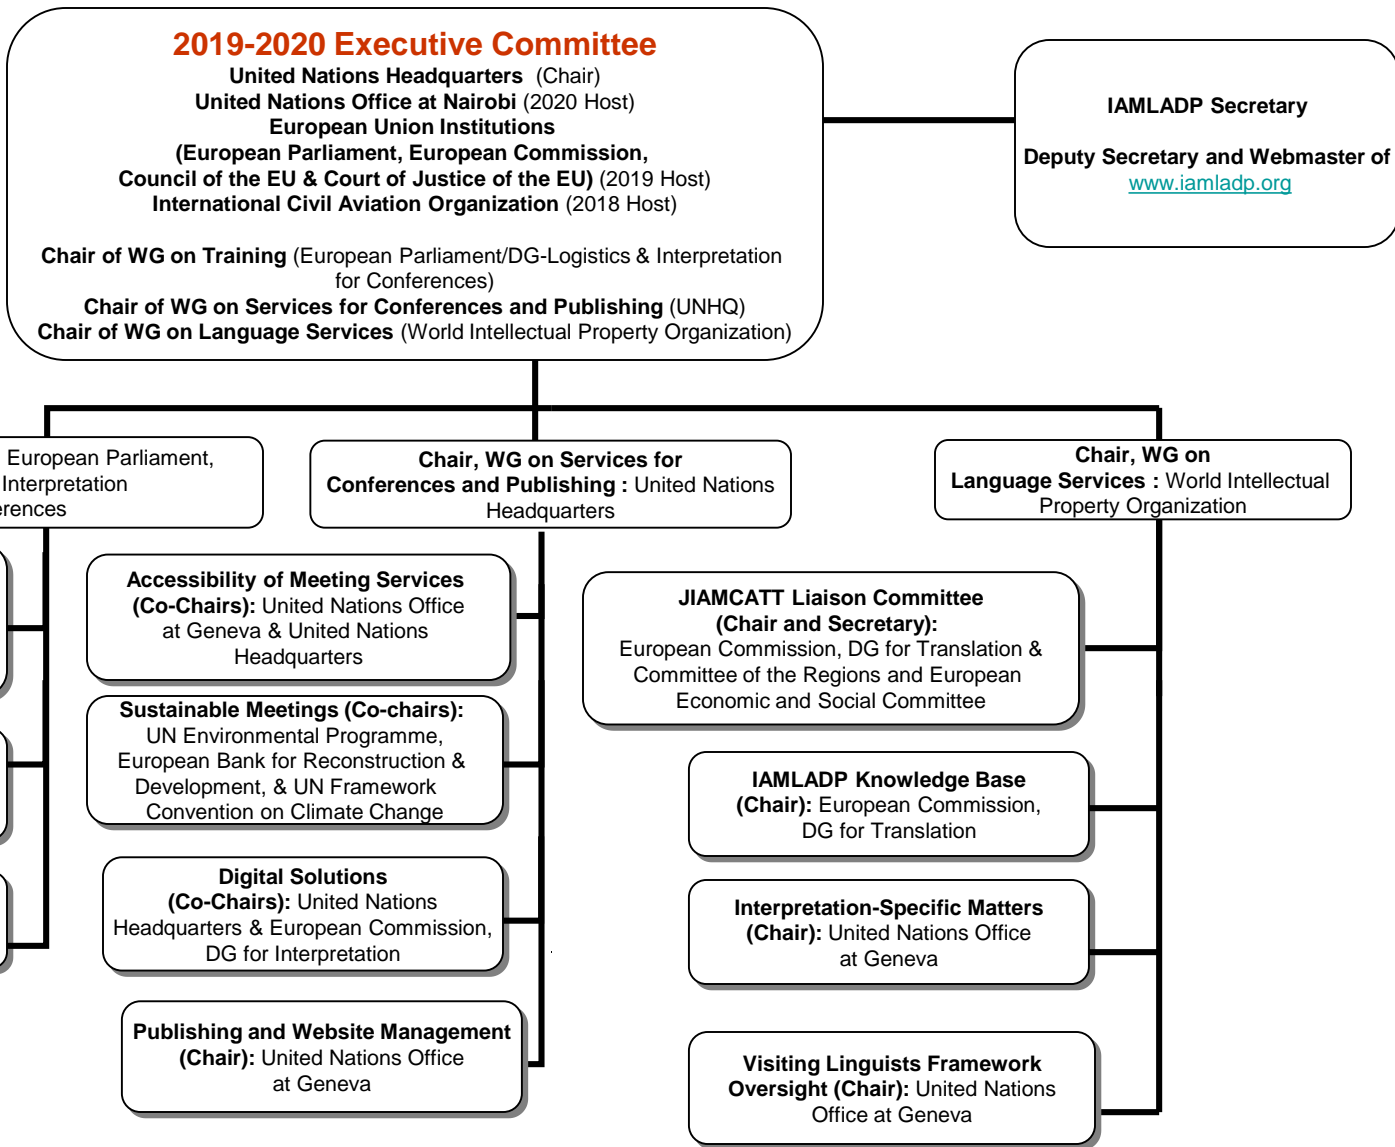 2019-2020 Executive Committee
United Nations Headquarters (Chair)
United Nations Office at Nairobi (2020 Host)
European Union Institutions
(European Parliament, European Commission,
Council of the EU & Court of Justice of the EU) (2019 Host)
International Civil Aviation Organization (2018 Host)
Chair of WG on Training (European Parliament/DG-Logistics & Interpretation
for Conferences)
Chair of WG on Services for Conferences and Publishing (UNHQ)
Chair of WG on Language Services (World Intellectual Property Organization)
IAMLADP Secretary
Deputy Secretary and Webmaster of
www.iamladp.org
European Parliament,
Interpretation
erences
Chair, WG on Services for
Conferences and Publishing : United Nations
Headquarters
Chair, WG on
Language Services : World Intellectual
Property Organization
Accessibility of Meeting Services
(Co-Chairs): United Nations Office
at Geneva & United Nations
Headquarters
Sustainable Meetings (Co-chairs):
UN Environmental Programme,
European Bank for Reconstruction &
Development, & UN Framework
Convention on Climate Change
Digital Solutions
(Co-Chairs): United Nations
Headquarters & European Commission,
DG for Interpretation
Publishing and Website Management
(Chair): United Nations Office
at Geneva
JIAMCATT Liaison Committee
(Chair and Secretary):
European Commission, DG for Translation &
Committee of the Regions and European
Economic and Social Committee
IAMLADP Knowledge Base
(Chair): European Commission,
DG for Translation
Interpretation-Specific Matters
(Chair): United Nations Office
at Geneva
Visiting Linguists Framework
Oversight (Chair): United Nations
Office at Geneva